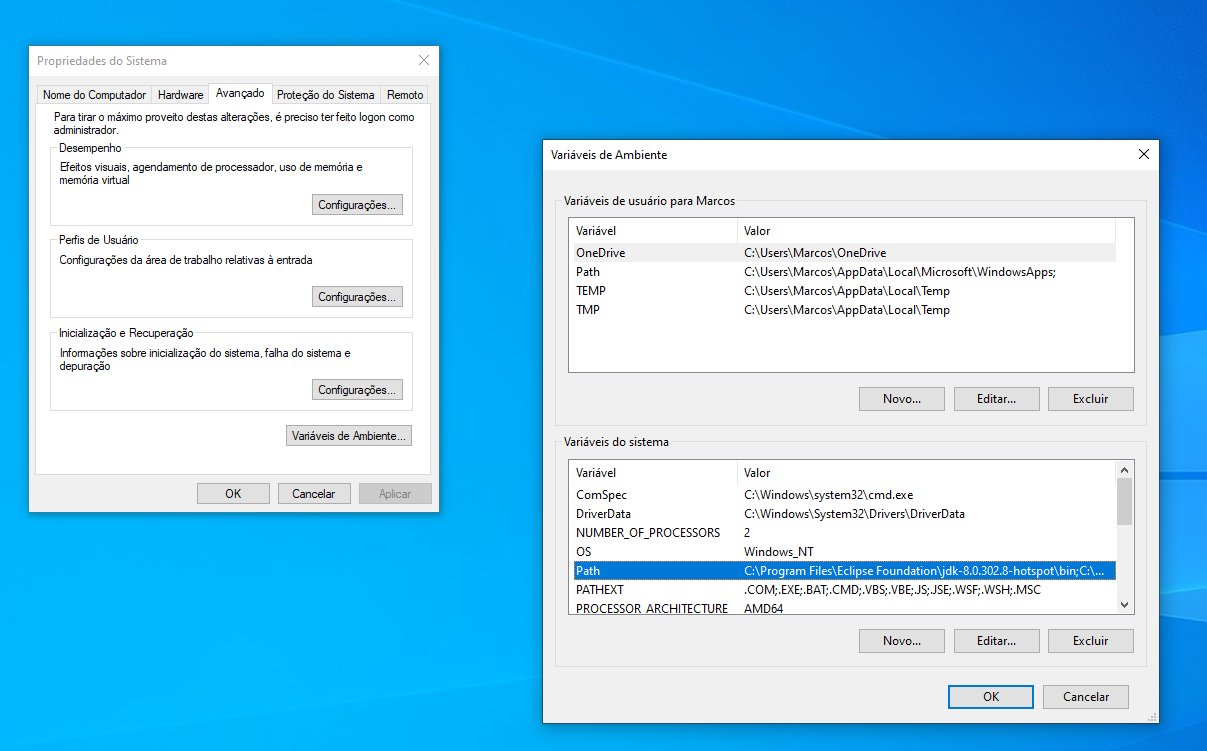 Propriedades do Sistema
Nome do Computador Hardware Avançado Proteção do Sistema Remoto
Para tirar o máximo proveito destas alterações, é preciso ter feito logon como
administrador.
Desempenho
Efeitos visuais, agendamento de processador, uso de memória e
memória virtual
Configurações...
Perfis de Usuário
Configurações da área de trabalho relativas à entrada
Configurações...
Inicialização e Recuperação
Informações sobre inicialização do sistema, falha do sistema e
depuração
Configurações...
Variáveis de Ambiente...
OK Cancelar Aplicar
Variáveis de Ambiente
Variáveis de usuário para Marcos
Variável Valor
OneDrive C:\Users\Marcos\OneDrive
Path C:\Users\Marcos\AppData\Local\Microsoft\WindowsApps;
TEMP C:\Users\Marcos\AppData\Local\Temp
TMP C:\Users\Marcos\AppData\Local\Temp
Novo... Editar... Excluir
Variáveis do sistema
Variável Valor
ComSpec C:\Windows\system32\cmd.exe
DriverData C:\Windows\System32\Drivers\DriverData
NUMBER_OF_PROCESSORS 2
OS Windows_NT
Path C:\Program Files\Eclipse Foundation\jdk-8.0.302.8-hotspot\bin;C:\...
PATHEXT .COM;.EXE;.BAT;.CMD;.VBS;.VBE;.JS;.JSE;.WSF;.WSH;.MSC
PROCESSOR_ARCHITECTURE AMD64
Novo... Editar... Excluir
OK Cancelar